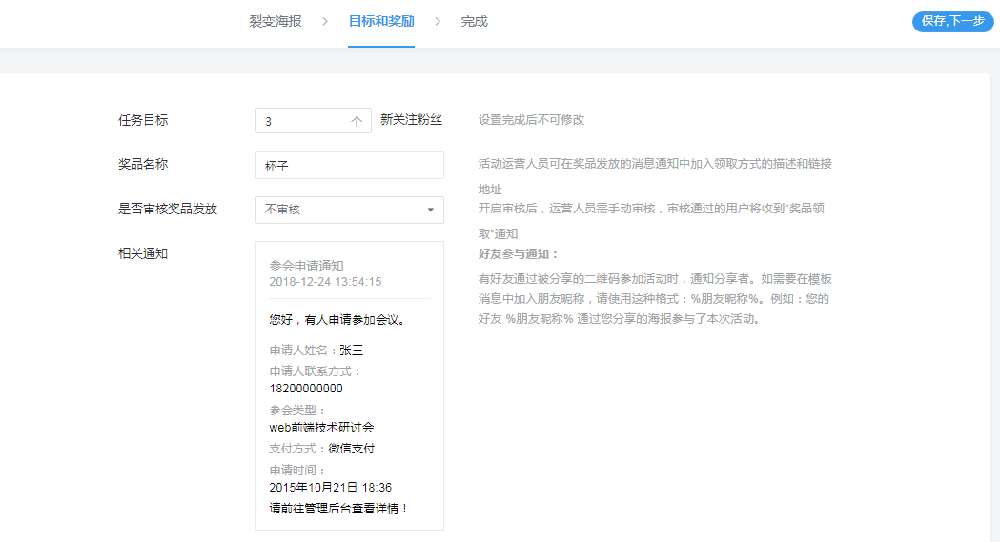 裂变海报 > 目标和奖励 > 完成 保存,下一步
任务目标 3 个 新关注粉丝 设置完成后不可修改
奖品名称 杯子 活动运营人员可在奖品发放的消息通知中加入领取方式的描述和链接
地址
是否审核奖品发放 不审核 开启审核后，运营人员需手动审核，审核通过的用户将收到“奖品领
取”通知
相关通知 好友参与通知：
参会申请通知
2018-12-24 13:54:15
有好友通过被分享的二维码参加活动时，通知分享者。如需要在模板
消息中加入朋友昵称，请使用这种格式：%朋友昵称%。例如：您的
好友 %朋友昵称% 通过您分享的海报参与了本次活动。
您好，有人申请参加会议。
申请人姓名：张三
申请人联系方式：
18200000000
参会类型：
web前端技术研讨会
支付方式：微信支付
申请时间：
2015年10月21日 18:36
请前往管理后台查看详情！